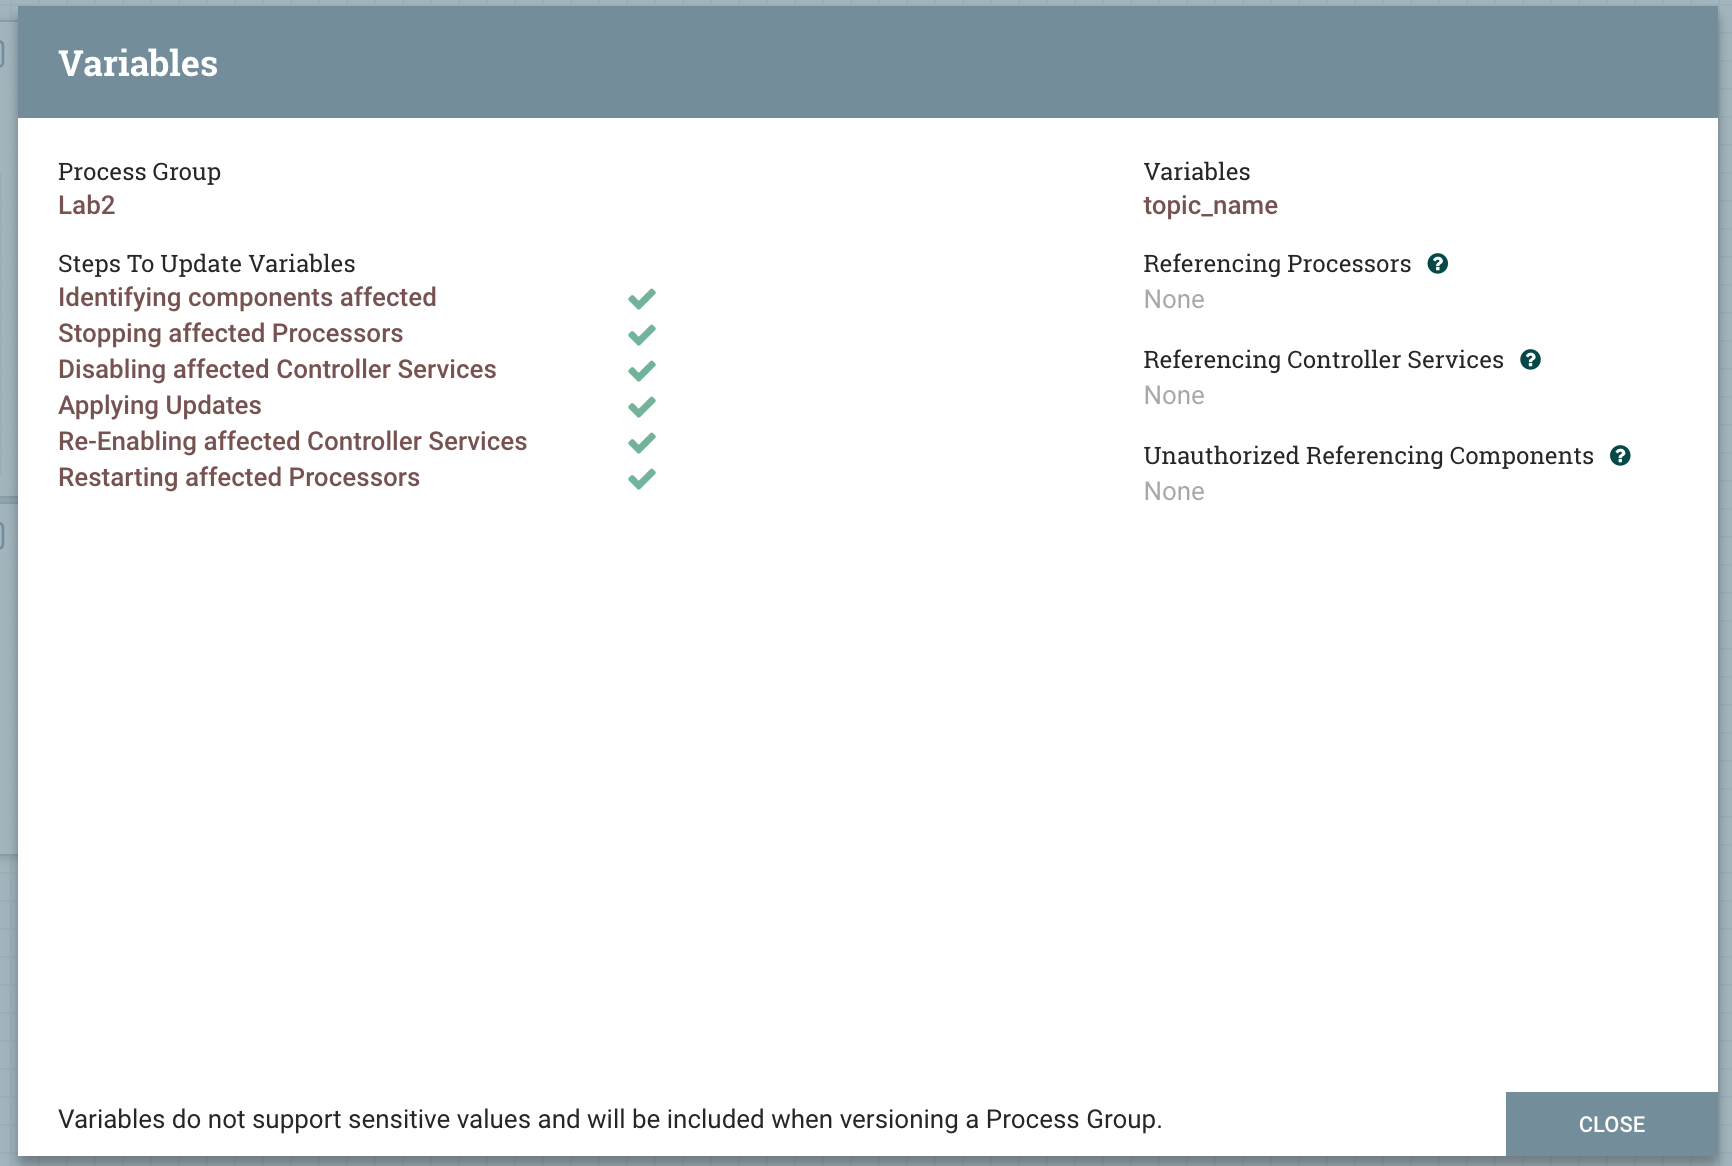 Variables
Process Group
Lab2
Steps To Update Variables
Identifying components affected
Stopping affected Processors
Disabling affected Controller Services
Applying Updates
Re-Enabling affected Controller Services
Restarting affected Processors
Variables
topic_name
Referencing Processors
None
Referencing Controller Services
None
Unauthorized Referencing Components
None
Variables do not support sensitive values and will be included when versioning a Process Group.
CLOSE